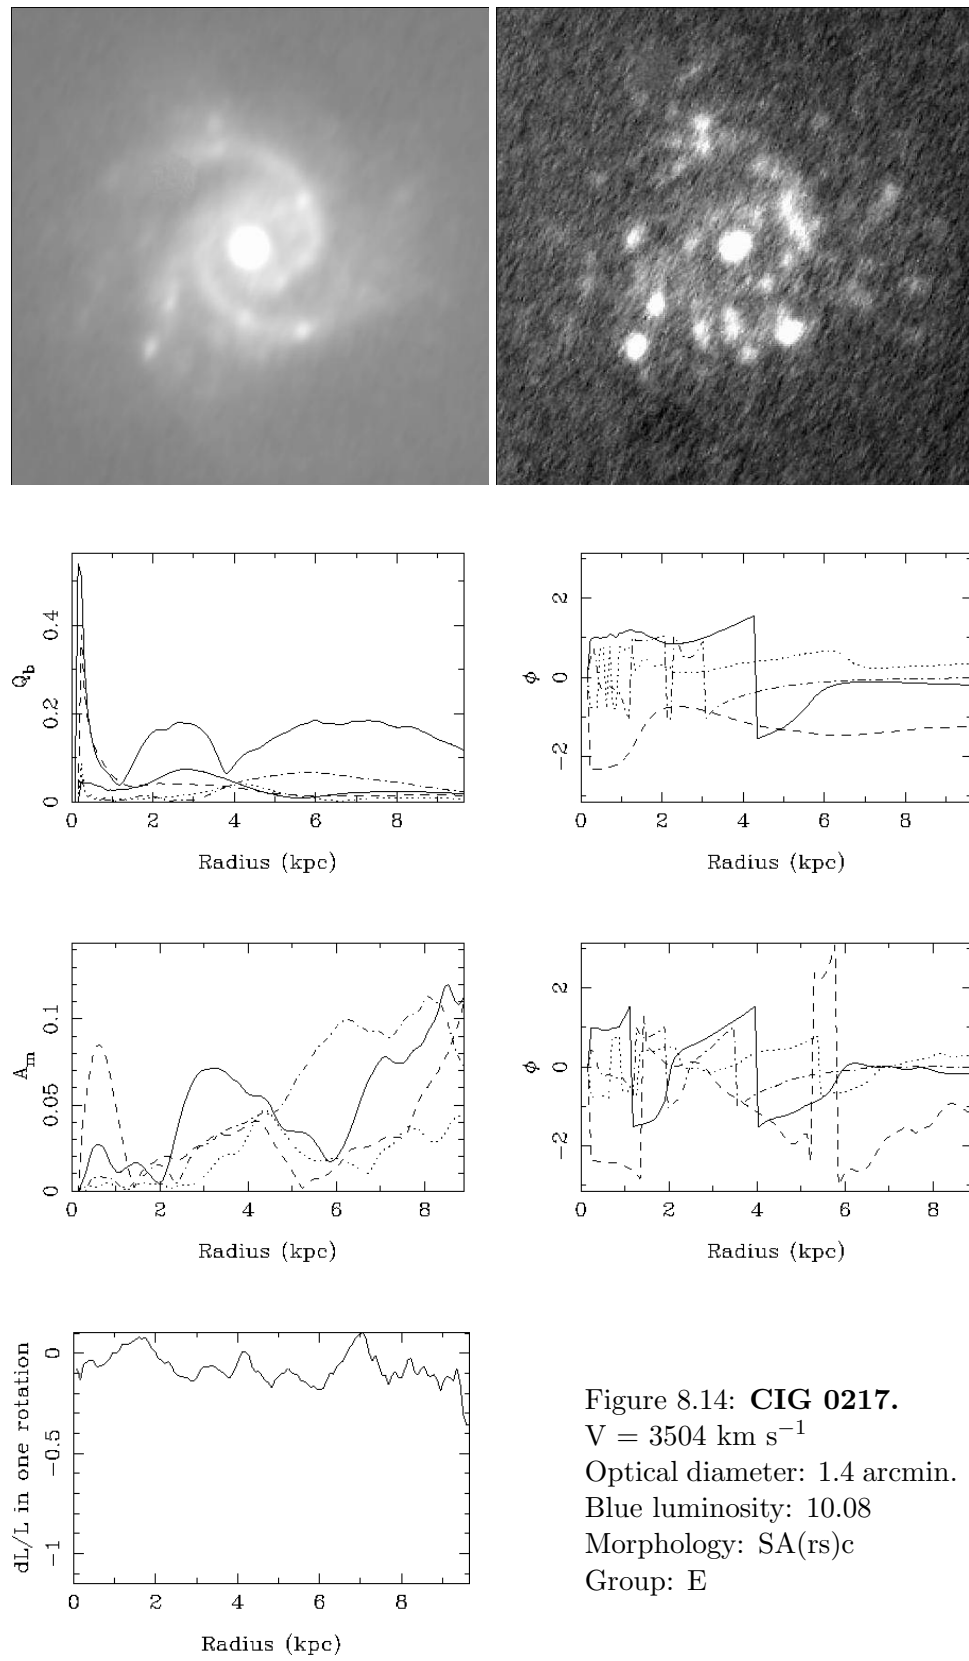 Q_b
0 0.2 0.4
0 2 4 6 8
Radius (kpc)
φ
−2 0 2
0 2 4 6 8
Radius (kpc)
A_m
0 0.05 0.1
0 2 4 6 8
Radius (kpc)
φ
−2 0 2
0 2 4 6 8
Radius (kpc)
dL/L in one rotation
−1 −0.5 0
0 2 4 6 8
Radius (kpc)
Figure 8.14: CIG 0217.
V = 3504 km s⁻¹
Optical diameter: 1.4 arcmin.
Blue luminosity: 10.08
Morphology: SA(rs)c
Group: E